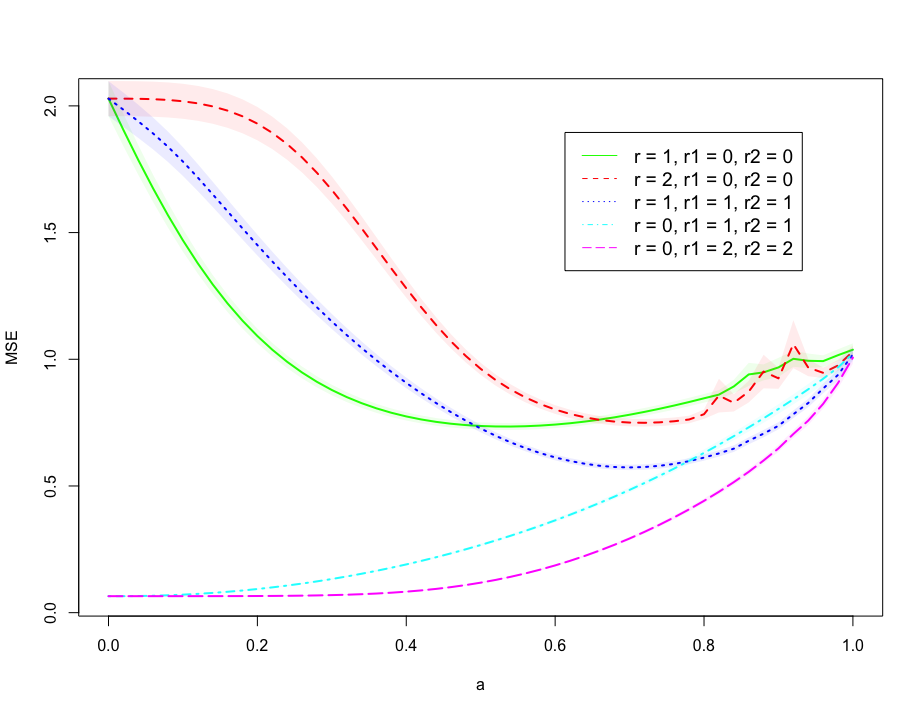 r = 1, r1 = 0, r2 = 0
r = 2, r1 = 0, r2 = 0
r = 1, r1 = 1, r2 = 1
r = 0, r1 = 1, r2 = 1
r = 0, r1 = 2, r2 = 2
MSE
2.0
1.5
1.0
0.5
0.0
0.0 0.2 0.4 0.6 0.8 1.0
a